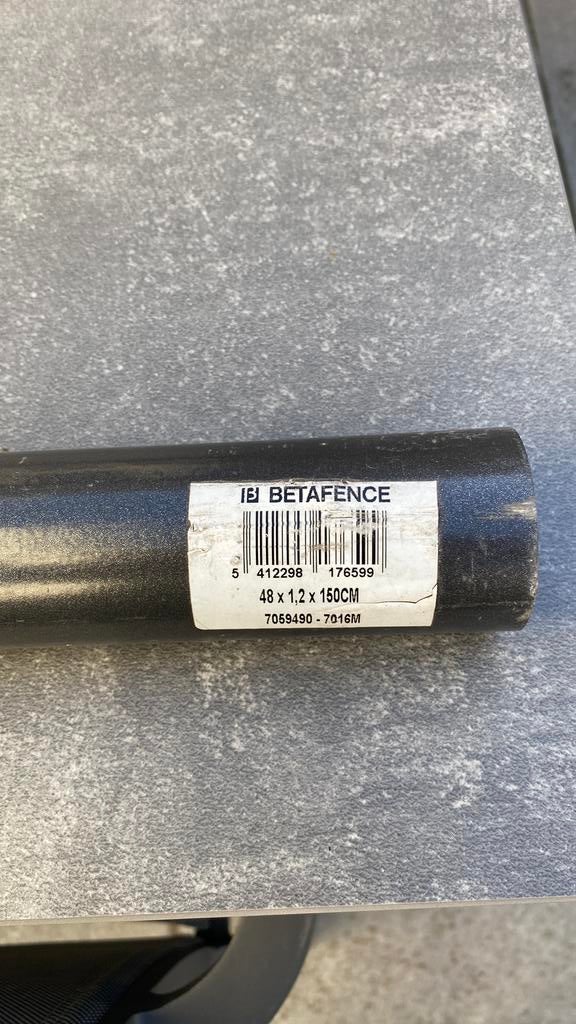 BETAFENCE
5 412298 176599
48 x 1,2 x 150CM
7059490 - 7016M